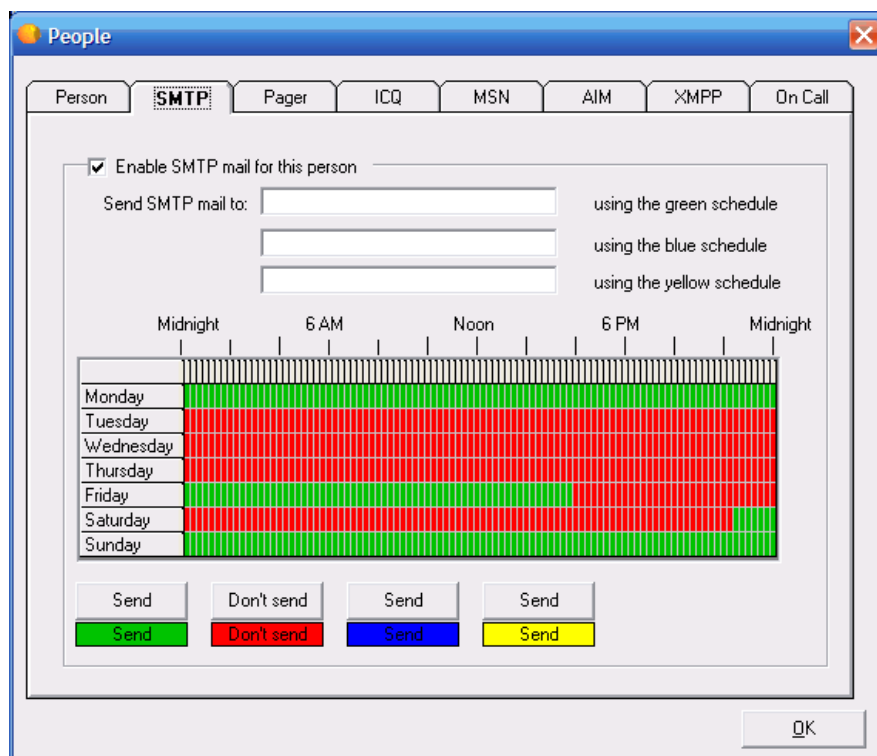 People
Person SMTP Pager ICQ MSN AIM XMPP On Call
Enable SMTP mail for this person
Send SMTP mail to: using the green schedule
using the blue schedule
using the yellow schedule
Midnight 6 AM Noon 6 PM Midnight
Monday
Tuesday
Wednesday
Thursday
Friday
Saturday
Sunday
Send Don't send Send Send
Send Don't send Send Send
OK